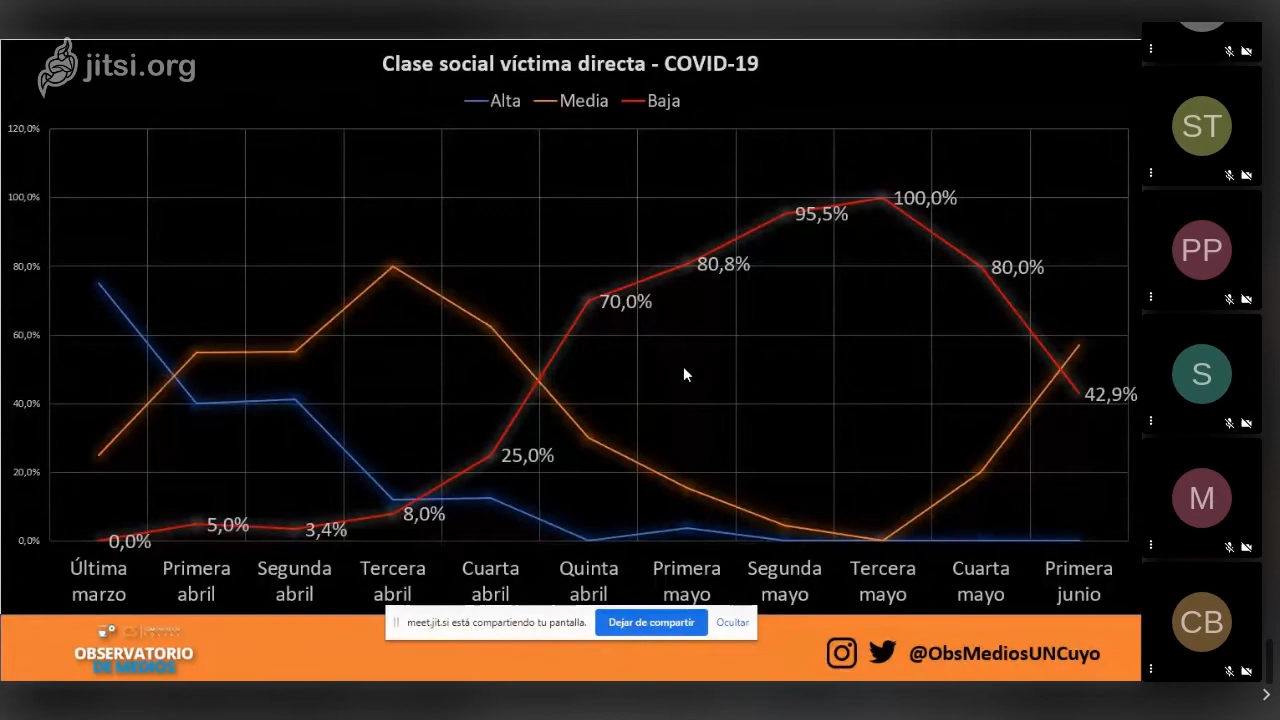 jitsi.org
Clase social víctima directa - COVID-19
Alta Media Baja
120,0%
100,0%
80,0%
60,0%
40,0%
20,0%
0,0%
0,0%
5,0%
3,4%
8,0%
25,0%
70,0%
80,8%
95,5%
100,0%
80,0%
42,9%
Última marzo
Primera abril
Segunda abril
Tercera abril
Cuarta abril
Quinta abril
Primera mayo
Segunda mayo
Tercera mayo
Cuarta mayo
Primera junio
meet.jit.si está compartiendo tu pantalla. Dejar de compartir Ocultar
OBSERVATORIO
DE MEDIOS
@ObsMediosUNCuyo
ST
PP
S
M
CB